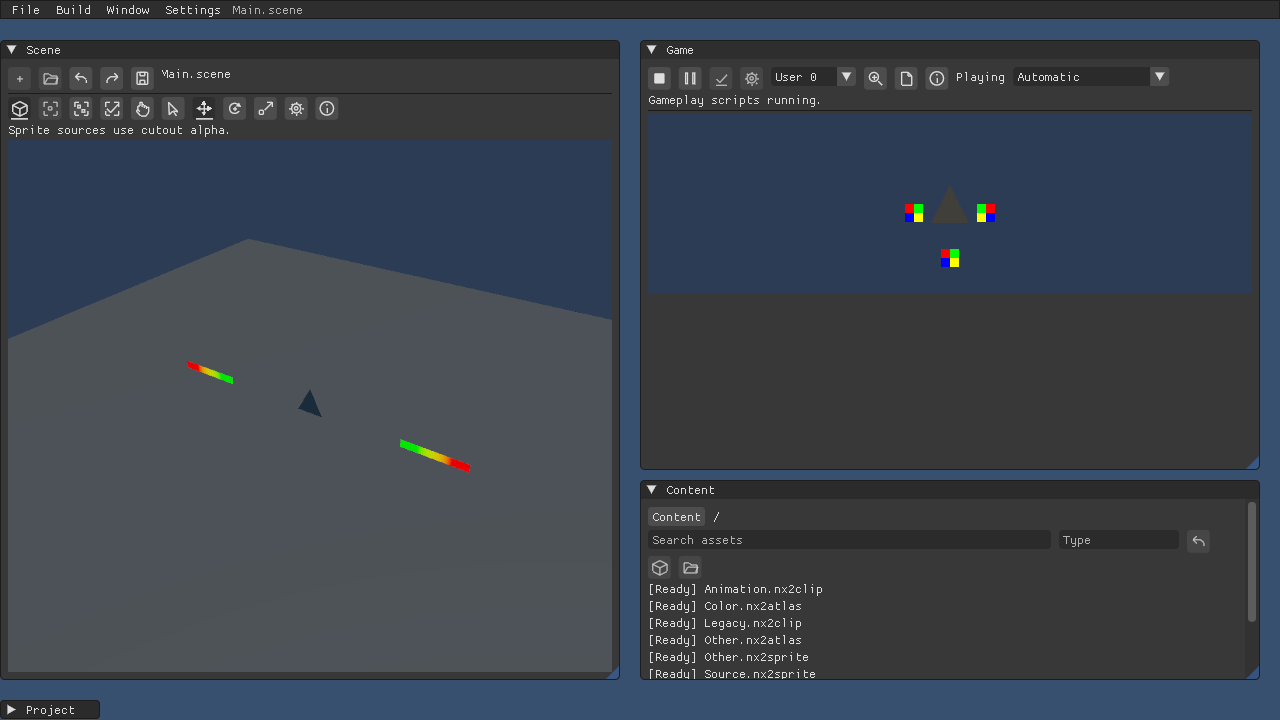 File Build Window Settings Main.scene
Scene
Main.scene
Sprite sources use cutout alpha.
Game
User 0
Playing Automatic
Gameplay scripts running.
Content
Content /
Search assets Type
[Ready] Animation.nx2clip
[Ready] Color.nx2atlas
[Ready] Legacy.nx2clip
[Ready] Other.nx2atlas
[Ready] Other.nx2sprite
[Ready] Source.nx2sprite
Project